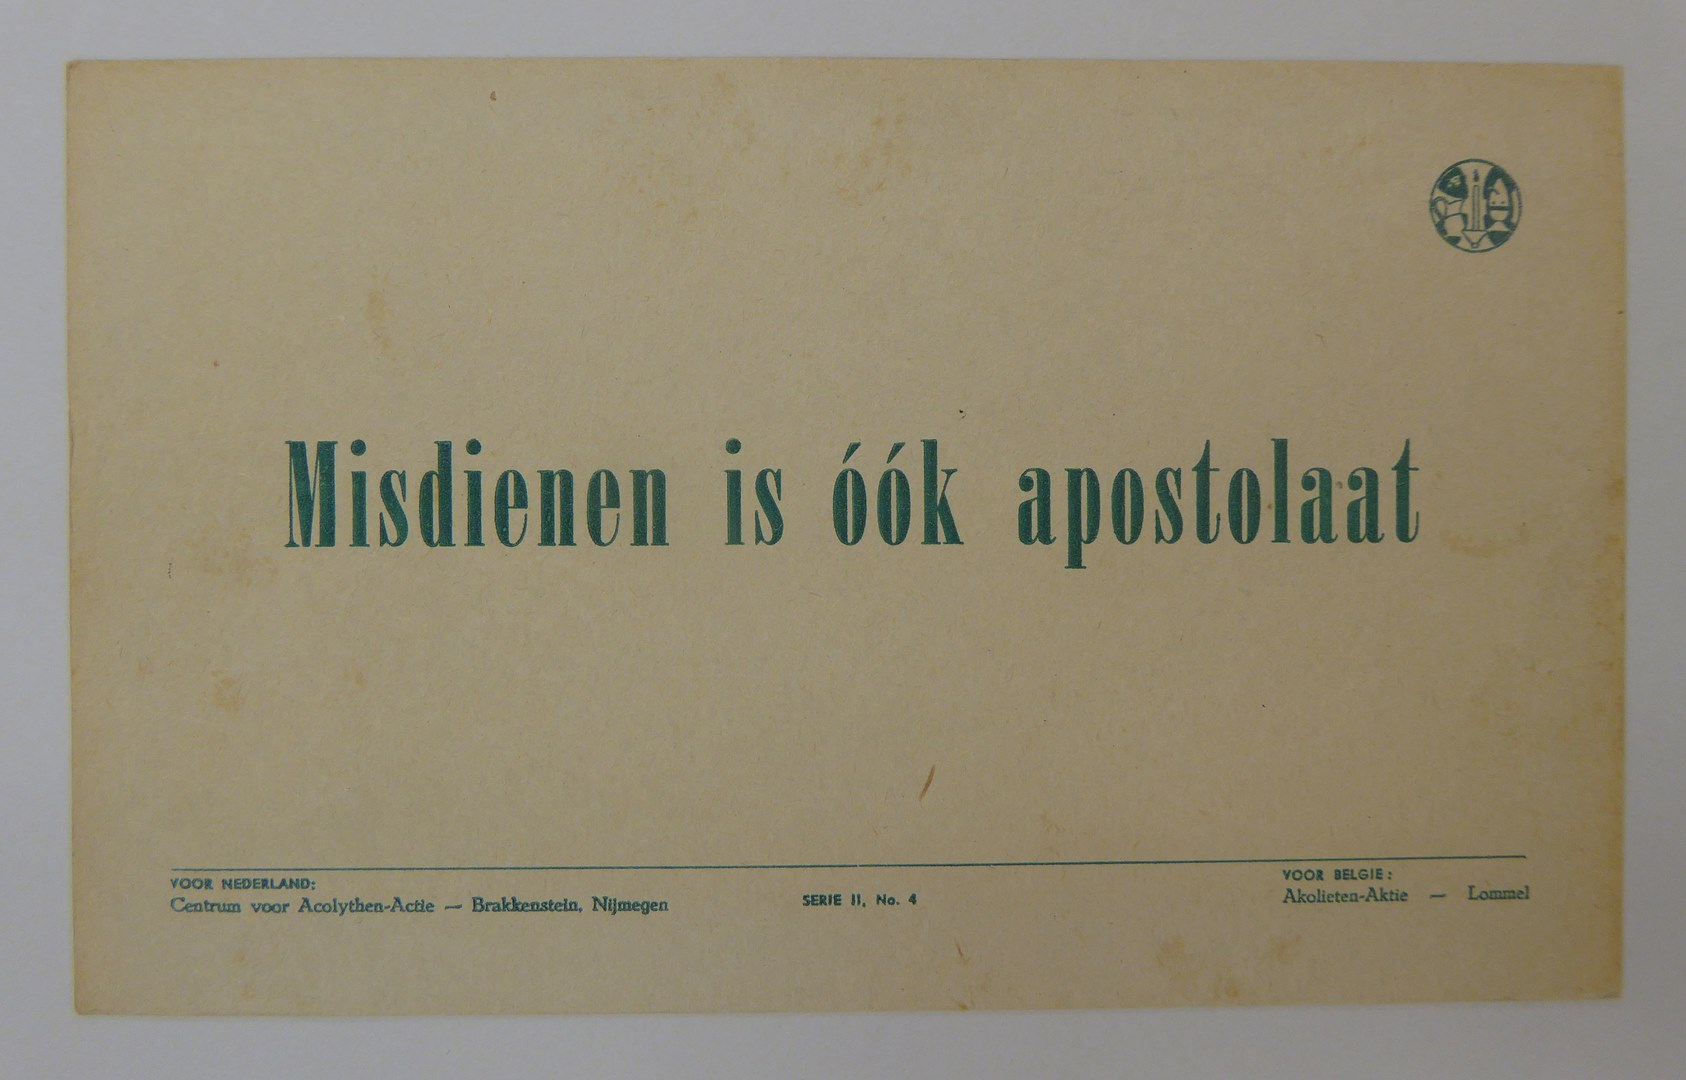 Misdienen is óók apostolaat
VOOR NEDERLAND:
Centrum voor Acolythen-Actie — Brakkenstein, Nijmegen
SERIE II, No. 4
VOOR BELGIE:
Akolieten-Aktie — Lommel